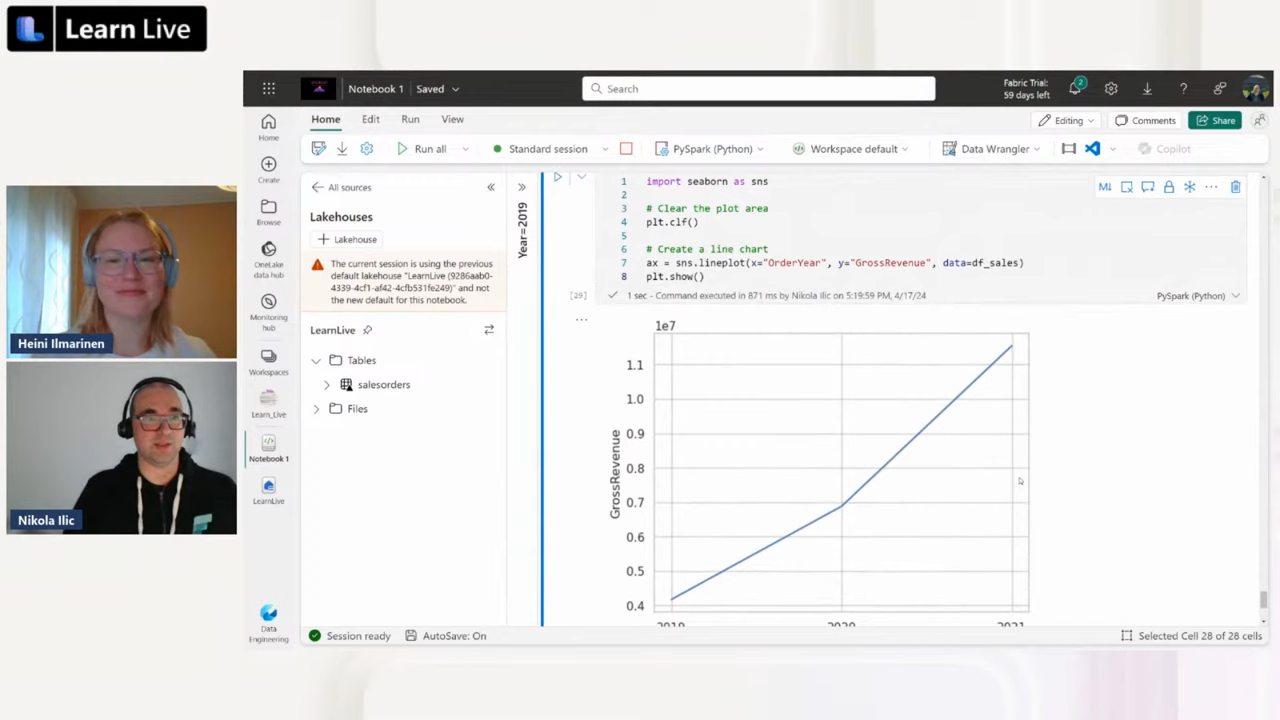 Learn Live
Notebook 1 Saved
Search
Fabric Trial:
59 days left
2
?
Home Edit Run View
Editing
Comments
Share
Run all
Standard session
PySpark (Python)
Workspace default
Data Wrangler
Copilot
Home
Create
Browse
OneLake
data hub
Monitoring
hub
Workspaces
Learn_Live
Notebook 1
LearnLive
Data
Engineering
All sources
Lakehouses
+ Lakehouse
The current session is using the previous
default lakehouse "LearnLive (9286aab0-
4339-4cf1-af42-4cfb531fe249)" and not
the new default for this notebook.
LearnLive
Tables
salesorders
Files
Year=2019
1 import seaborn as sns
2
3 # Clear the plot area
4 plt.clf()
5
6 # Create a line chart
7 ax = sns.lineplot(x="OrderYear", y="GrossRevenue", data=df_sales)
8 plt.show()
M↓
[29]
1 sec - Command executed in 871 ms by Nikola Ilic on 5:19:59 PM, 4/17/24
PySpark (Python)
1e7
1.1
1.0
0.9
0.8
0.7
0.6
0.5
0.4
GrossRevenue
2019 2020 2021
Heini Ilmarinen
Nikola Ilic
Session ready
AutoSave: On
Selected Cell 28 of 28 cells